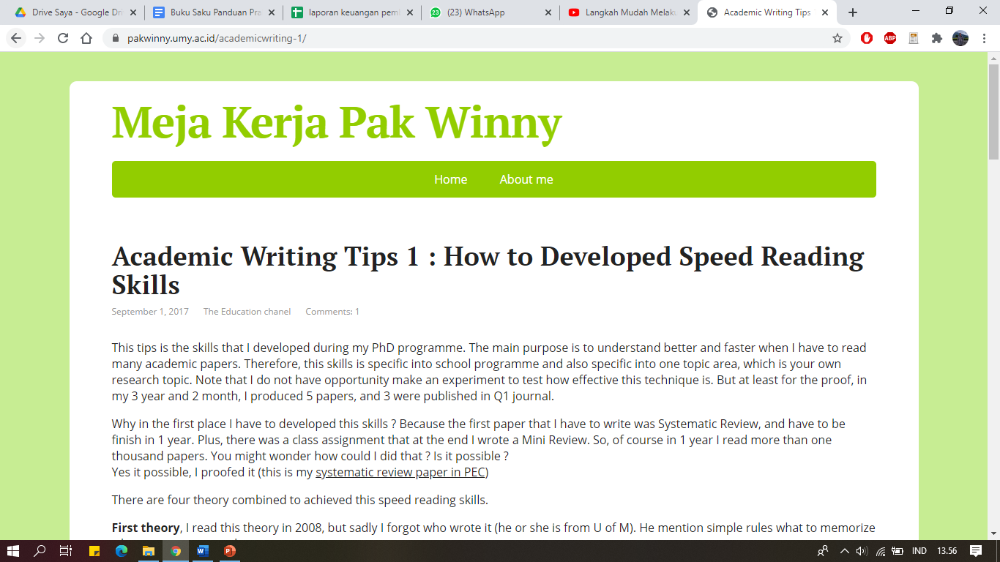 Drive Saya - Google Dri
Buku Saku Panduan Pra
laporan keuangan pemb
23
(23) WhatsApp
Langkah Mudah Melaku
Academic Writing Tips
pakwinny.umy.ac.id/academicwriting-1/
ABP
Meja Kerja Pak Winny
Home
About me
Academic Writing Tips 1 : How to Developed Speed Reading
Skills
September 1, 2017
The Education chanel
Comments: 1
This tips is the skills that I developed during my PhD programme. The main purpose is to understand better and faster when I have to read
many academic papers. Therefore, this skills is specific into school programme and also specific into one topic area, which is your own
research topic. Note that I do not have opportunity make an experiment to test how effective this technique is. But at least for the proof, in
my 3 year and 2 month, I produced 5 papers, and 3 were published in Q1 journal.
Why in the first place I have to developed this skills ? Because the first paper that I have to write was Systematic Review, and have to be
finish in 1 year. Plus, there was a class assignment that at the end I wrote a Mini Review. So, of course in 1 year I read more than one
thousand papers. You might wonder how could I did that ? Is it possible ?
Yes it possible, I proofed it (this is my systematic review paper in PEC)
There are four theory combined to achieved this speed reading skills.
First theory, I read this theory in 2008, but sadly I forgot who wrote it (he or she is from U of M). He mention simple rules what to memorize
W
P
IND
13.56